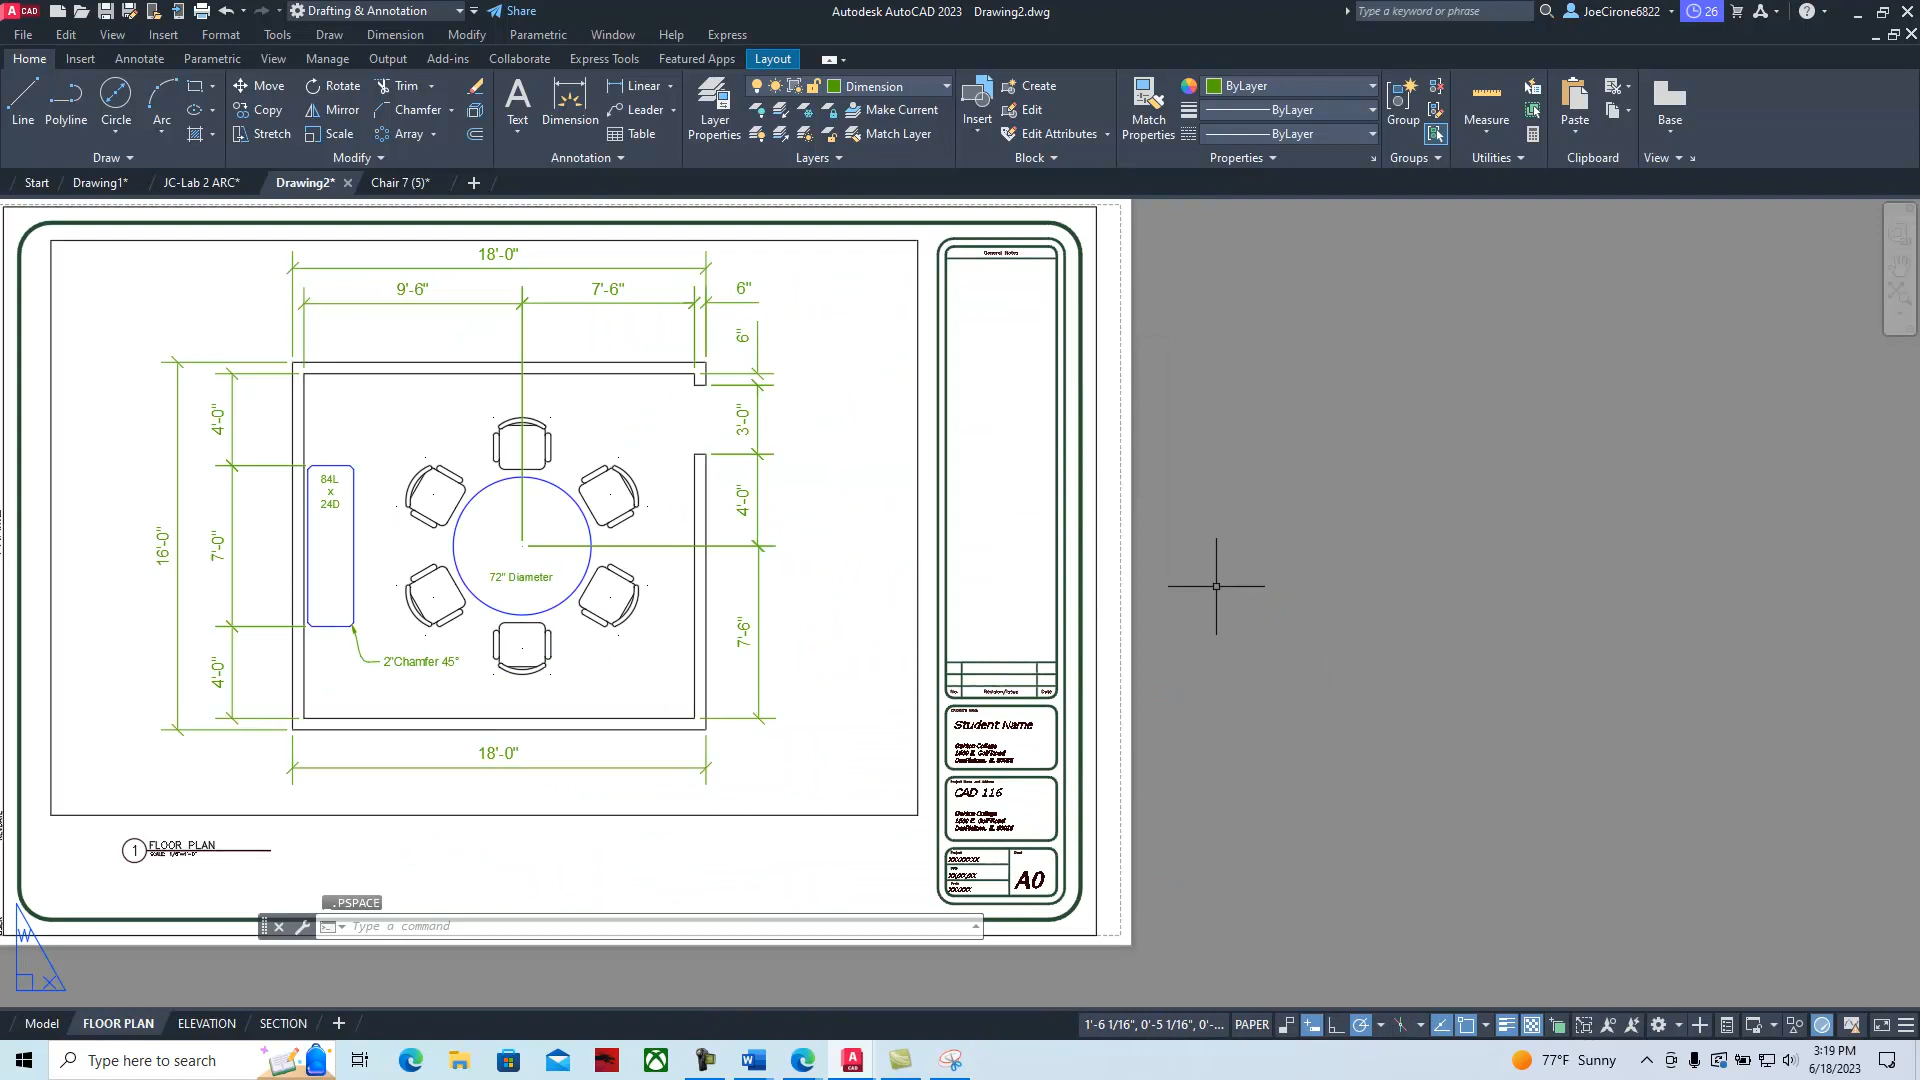 CAD
Drafting & Annotation
Share
Autodesk AutoCAD 2023 Drawing2.dwg
Type a keyword or phrase
JoeCirone6822
26
File Edit View Insert Format Tools Draw Dimension Modify Parametric Window Help Express
Home Insert Annotate Parametric View Manage Output Add-ins Collaborate Express Tools Featured Apps Layout
Line Polyline Circle Arc
Move Rotate Trim
Copy Mirror Chamfer
Stretch Scale Array
Text Dimension
Linear
Leader
Table
Layer Properties
Dimension
Make Current
Match Layer
Insert
Create
Edit
Edit Attributes
Match Properties
ByLayer
ByLayer
ByLayer
Group
Measure
Paste
Base
Draw Modify Annotation Layers Block Properties Groups Utilities Clipboard View
Start Drawing1* JC-Lab 2 ARC* Drawing2* Chair 7 (5)*
18'-0"
9'-6" 7'-6" 6"
6"
4'-0"
3'-0"
84L
x
24D
4'-0"
16'-0"
7'-0"
72" Diameter
7'-6"
2"Chamfer 45°
4'-0"
18'-0"
1 FLOOR PLAN
General Notes
No. Revision/Issue Date
Student Name
CAD 116
A0
W
X
.PSPACE
Type a command
Model FLOOR PLAN ELEVATION SECTION
1'-6 1/16", 0'-5 1/16", 0'-...
PAPER
Type here to search
77°F Sunny
3:19 PM
6/18/2023